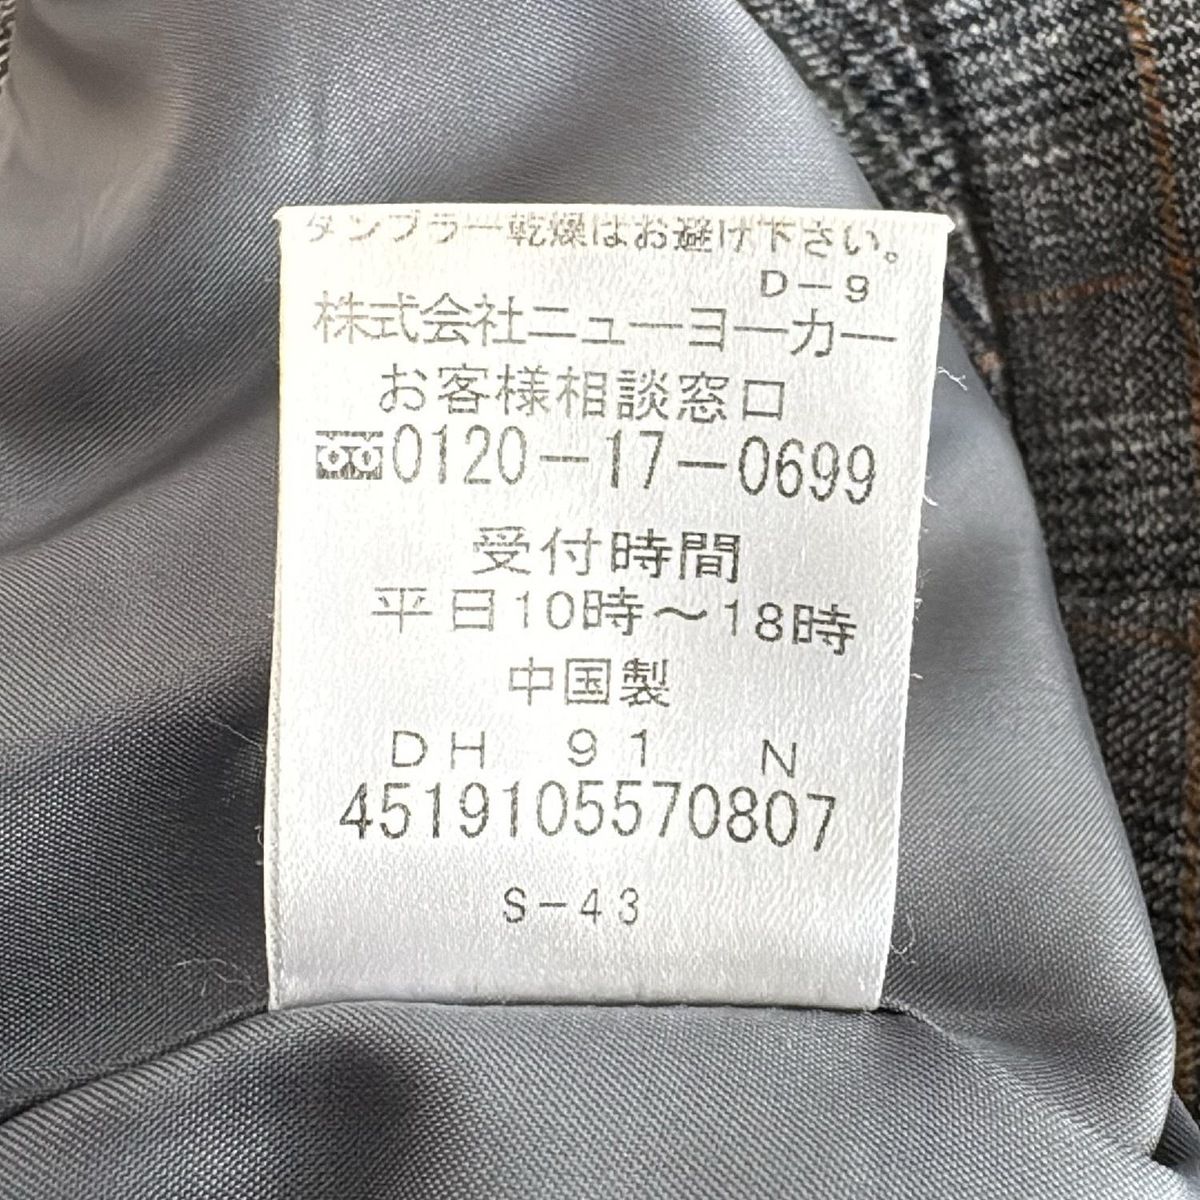 タンブラー乾燥はお避け下さい。
D-9
株式会社ニューヨーカー
お客様相談窓口
0120-17-0699
受付時間
平日10時～18時
中国製
DH 91 N
4519105570807
S-43